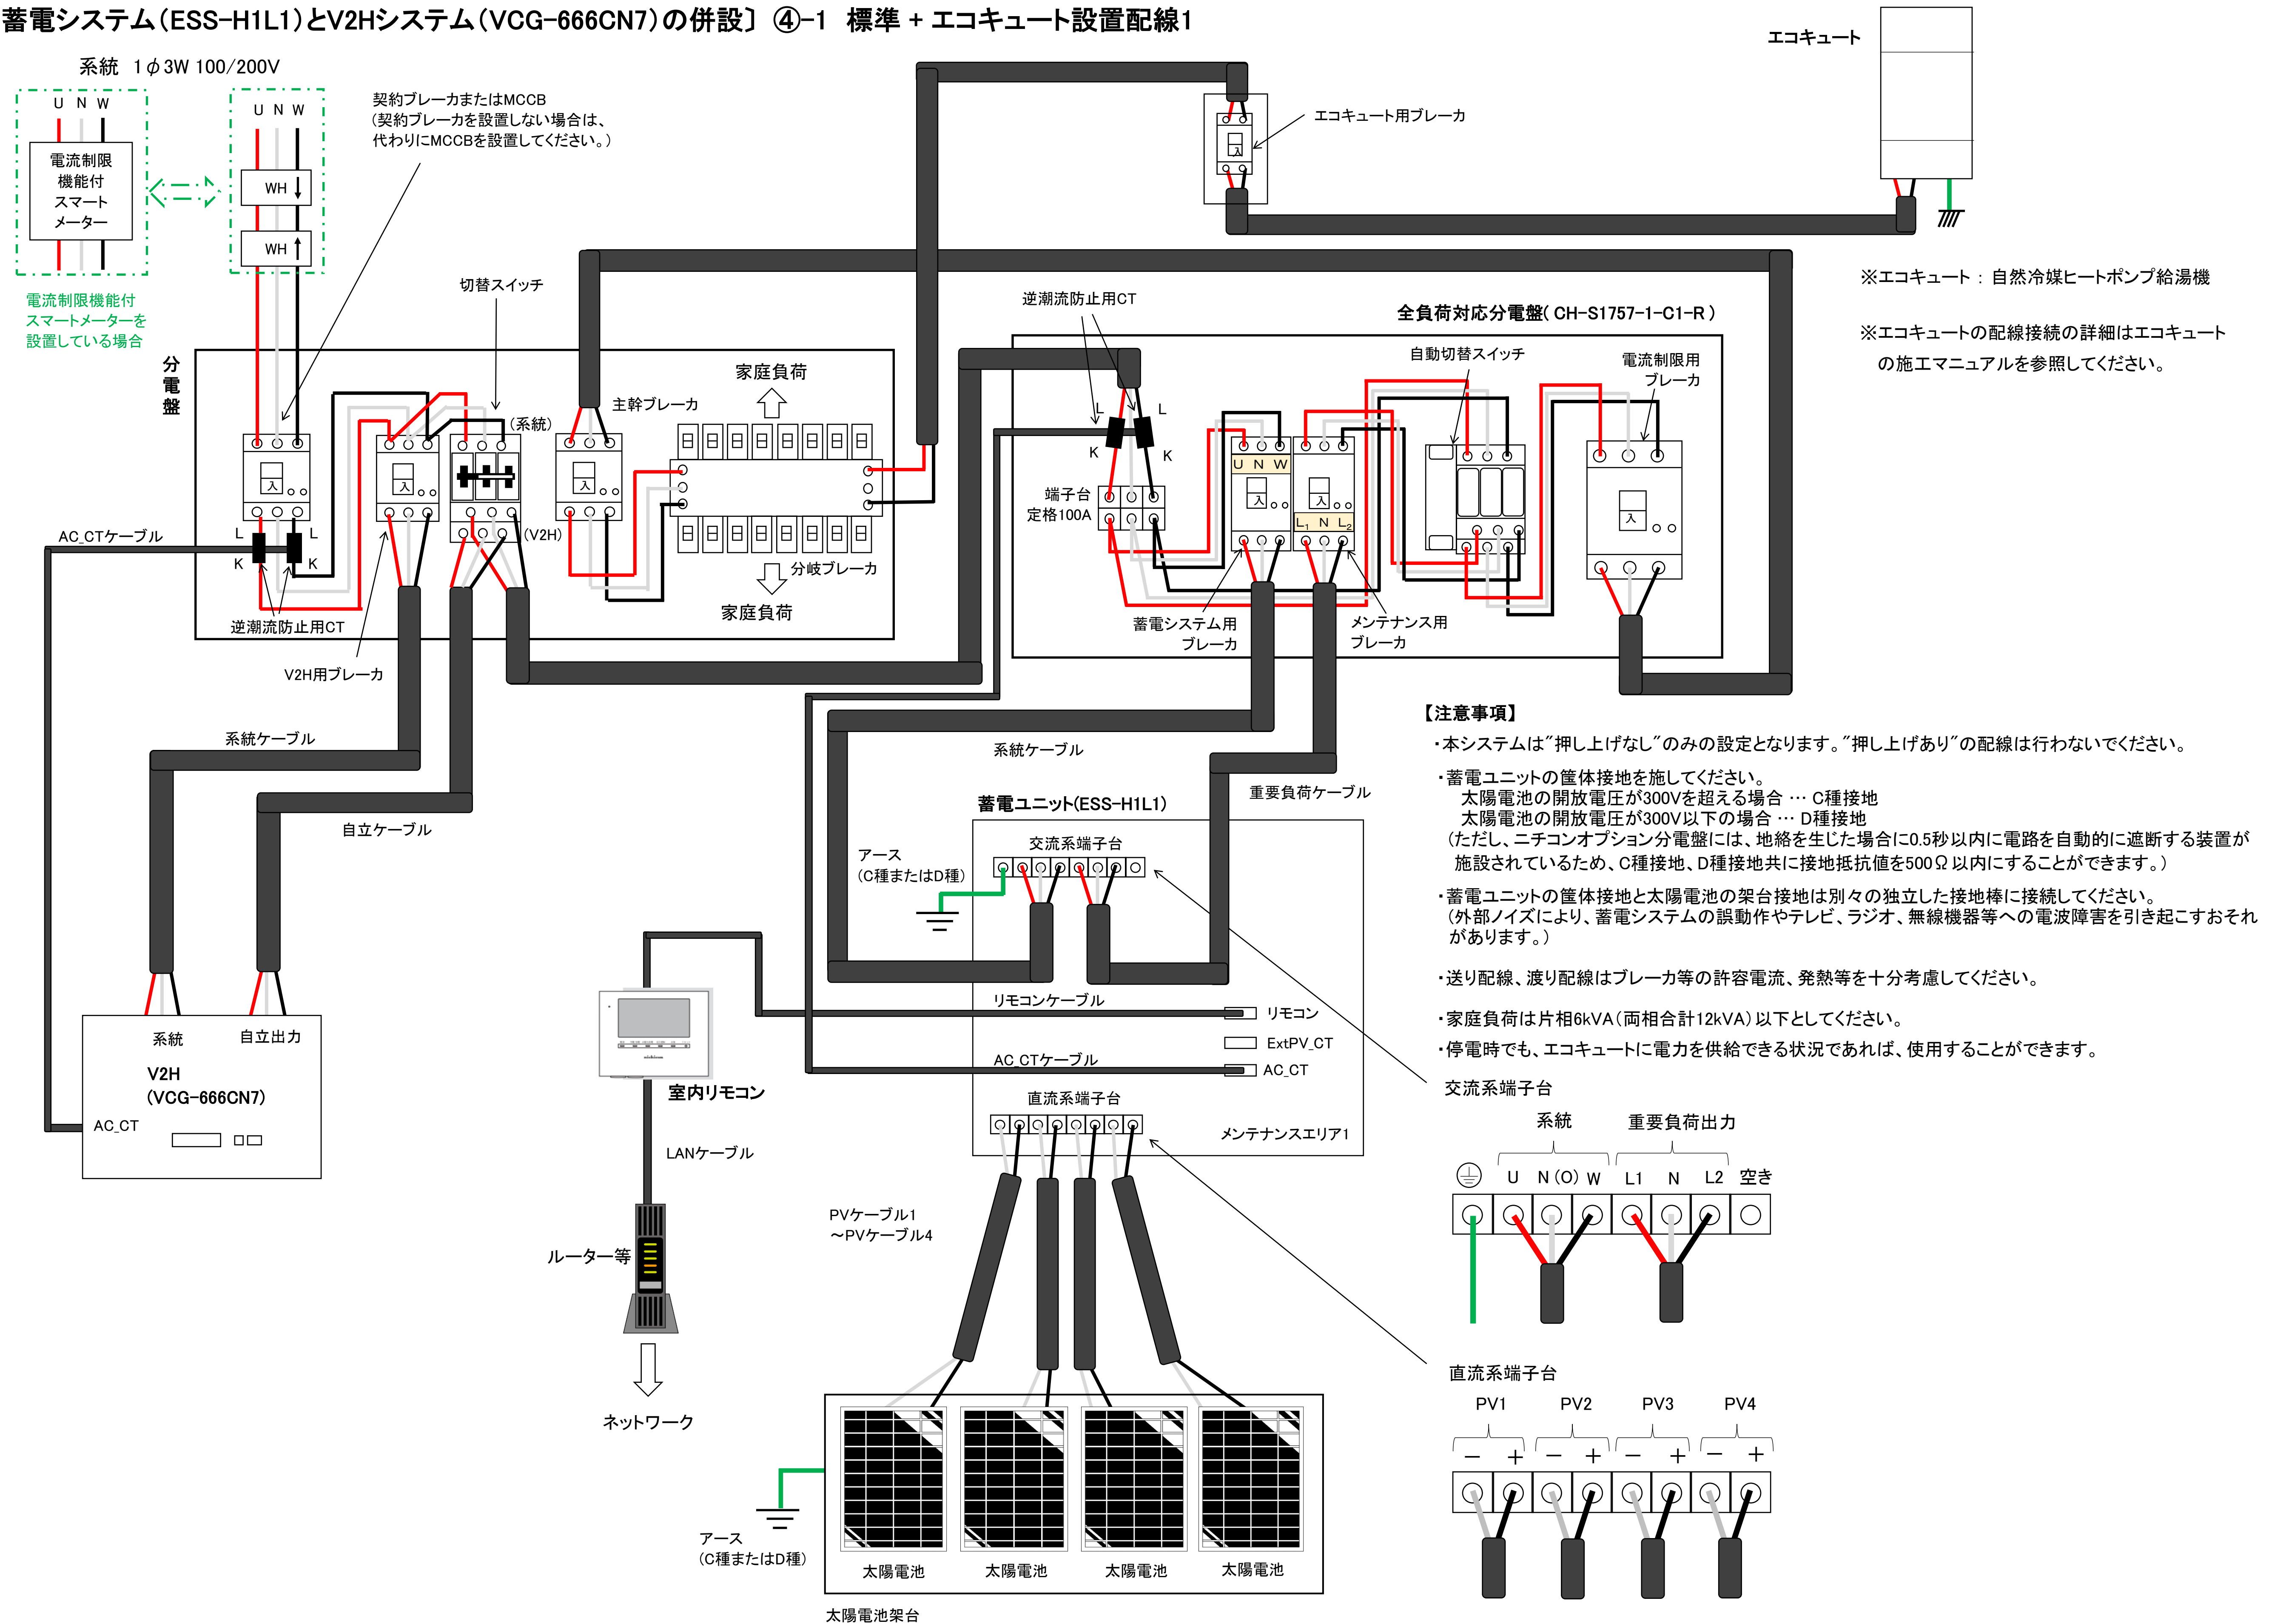 蓄電システム(ESS-H1L1)とV2Hシステム(VCG-666CN7)の併設〕 ④-1 標準 + エコキュート設置配線1
系統 1φ3W 100/200V
U N W
電流制限
機能付
スマート
メーター
U N W
WH
WH
電流制限機能付
スマートメーターを
設置している場合
契約ブレーカまたはMCCB
(契約ブレーカを設置しない場合は、
代わりにMCCBを設置してください。)
エコキュート
エコキュート用ブレーカ
入
※エコキュート : 自然冷媒ヒートポンプ給湯機
※エコキュートの配線接続の詳細はエコキュート
の施工マニュアルを参照してください。
分電盤
切替スイッチ
(系統)
(V2H)
主幹ブレーカ
家庭負荷
分岐ブレーカ
家庭負荷
入
入
入
L
L
K
K
AC_CTケーブル
逆潮流防止用CT
V2H用ブレーカ
逆潮流防止用CT
全負荷対応分電盤( CH-S1757-1-C1-R )
自動切替スイッチ
電流制限用
ブレーカ
L
L
K
K
端子台
定格100A
U N W
入
入
L1 N L2
入
蓄電システム用
ブレーカ
メンテナンス用
ブレーカ
系統ケーブル
自立ケーブル
系統ケーブル
重要負荷ケーブル
系統
自立出力
V2H
(VCG-666CN7)
AC_CT
蓄電ユニット(ESS-H1L1)
交流系端子台
アース
(C種またはD種)
リモコンケーブル
リモコン
ExtPV_CT
AC_CTケーブル
AC_CT
直流系端子台
メンテナンスエリア1
室内リモコン
LANケーブル
ルーター等
ネットワーク
PVケーブル1
~PVケーブル4
アース
(C種またはD種)
太陽電池
太陽電池
太陽電池
太陽電池
太陽電池架台
【注意事項】
・本システムは"押し上げなし"のみの設定となります。"押し上げあり"の配線は行わないでください。
・蓄電ユニットの筐体接地を施してください。
太陽電池の開放電圧が300Vを超える場合 … C種接地
太陽電池の開放電圧が300V以下の場合 … D種接地
(ただし、ニチコンオプション分電盤には、地絡を生じた場合に0.5秒以内に電路を自動的に遮断する装置が
施設されているため、C種接地、D種接地共に接地抵抗値を500Ω以内にすることができます。)
・蓄電ユニットの筐体接地と太陽電池の架台接地は別々の独立した接地棒に接続してください。
(外部ノイズにより、蓄電システムの誤動作やテレビ、ラジオ、無線機器等への電波障害を引き起こすおそれ
があります。)
・送り配線、渡り配線はブレーカ等の許容電流、発熱等を十分考慮してください。
・家庭負荷は片相6kVA(両相合計12kVA)以下としてください。
・停電時でも、エコキュートに電力を供給できる状況であれば、使用することができます。
交流系端子台
系統
重要負荷出力
U N(O) W L1 N L2 空き
直流系端子台
PV1 PV2 PV3 PV4
－ ＋ － ＋ － ＋ － ＋